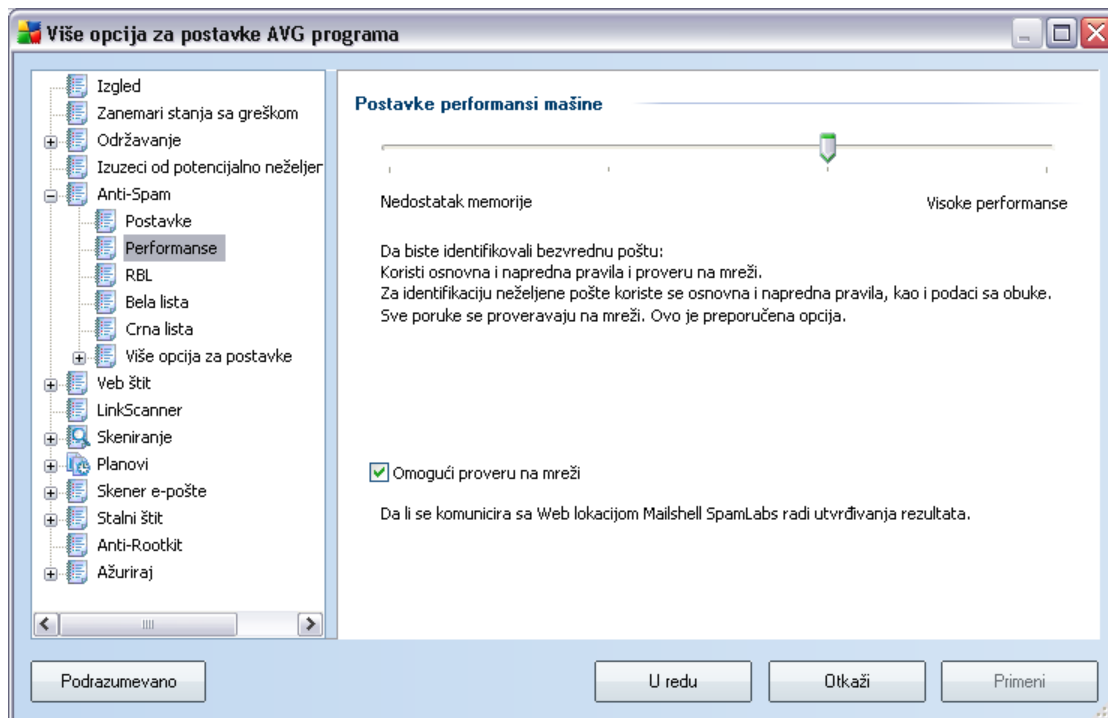 Više opcija za postavke AVG programa
Izgled
Zanemari stanja sa greškom
Održavanje
Izuzeci od potencijalno neželjer
Anti-Spam
Postavke
Performanse
RBL
Bela lista
Crna lista
Više opcija za postavke
Veb štit
LinkScanner
Skeniranje
Planovi
Skener e-pošte
Stalni štit
Anti-Rootkit
Ažuriraj
Postavke performansi mašine
Nedostatak memorije
Visoke performanse
Da biste identifikovali bezvrednu poštu:
Koristi osnovna i napredna pravila i proveru na mreži.
Za identifikaciju neželjene pošte koriste se osnovna i napredna pravila, kao i podaci sa obuke.
Sve poruke se proveravaju na mreži. Ovo je preporučena opcija.
Omogući proveru na mreži
Da li se komunicira sa Web lokacijom Mailshell SpamLabs radi utvrđivanja rezultata.
Podrazumevano
U redu
Otkaži
Primeni